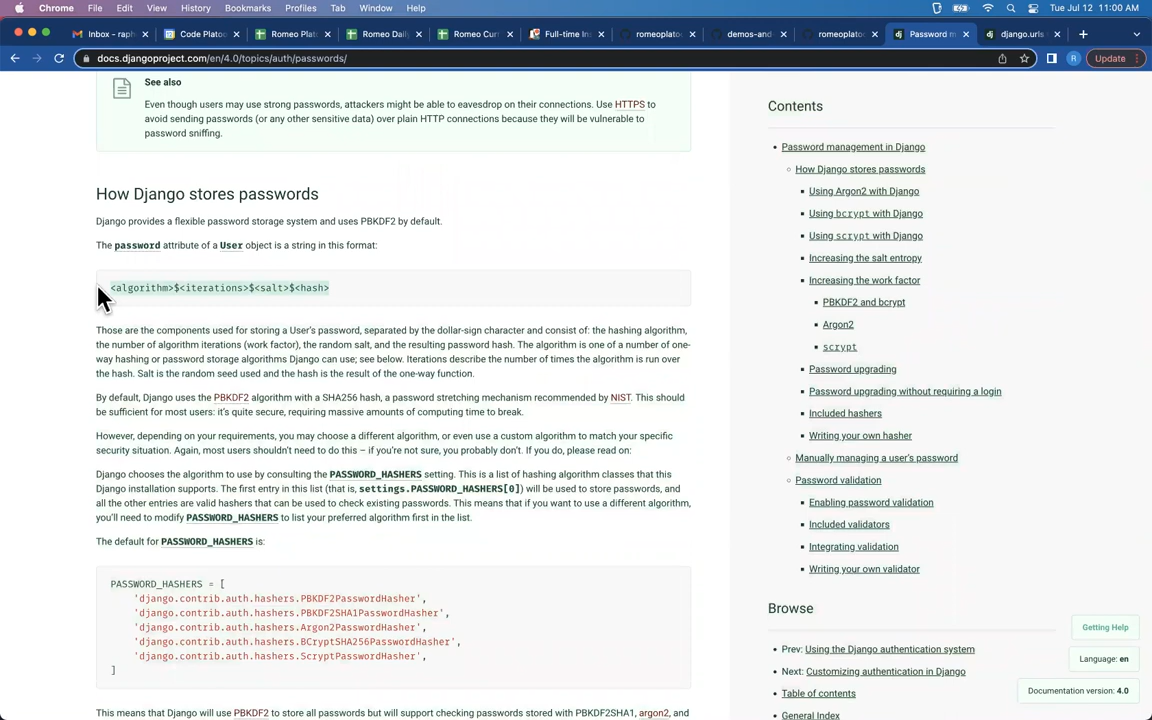 Chrome File Edit View History Bookmarks Profiles Tab Window Help Tue Jul 12 11:00 AM
Inbox - raph Code Platoo Romeo Plat Romeo Daily Romeo Curr Full-time Ins romeoplato demos-and romeoplato Password m django.urls
docs.djangoproject.com/en/4.0/topics/auth/passwords/ R Update
See also
Even though users may use strong passwords, attackers might be able to eavesdrop on their connections. Use HTTPS to
avoid sending passwords (or any other sensitive data) over plain HTTP connections because they will be vulnerable to
password sniffing.
How Django stores passwords
Django provides a flexible password storage system and uses PBKDF2 by default.
The password attribute of a User object is a string in this format:
<algorithm>$<iterations>$<salt>$<hash>
Those are the components used for storing a User's password, separated by the dollar-sign character and consist of: the hashing algorithm,
the number of algorithm iterations (work factor), the random salt, and the resulting password hash. The algorithm is one of a number of one-
way hashing or password storage algorithms Django can use; see below. Iterations describe the number of times the algorithm is run over
the hash. Salt is the random seed used and the hash is the result of the one-way function.
By default, Django uses the PBKDF2 algorithm with a SHA256 hash, a password stretching mechanism recommended by NIST. This should
be sufficient for most users: it's quite secure, requiring massive amounts of computing time to break.
However, depending on your requirements, you may choose a different algorithm, or even use a custom algorithm to match your specific
security situation. Again, most users shouldn't need to do this – if you're not sure, you probably don't. If you do, please read on:
Django chooses the algorithm to use by consulting the PASSWORD_HASHERS setting. This is a list of hashing algorithm classes that this
Django installation supports. The first entry in this list (that is, settings.PASSWORD_HASHERS[0]) will be used to store passwords, and
all the other entries are valid hashers that can be used to check existing passwords. This means that if you want to use a different algorithm,
you'll need to modify PASSWORD_HASHERS to list your preferred algorithm first in the list.
The default for PASSWORD_HASHERS is:
PASSWORD_HASHERS = [
'django.contrib.auth.hashers.PBKDF2PasswordHasher',
'django.contrib.auth.hashers.PBKDF2SHA1PasswordHasher',
'django.contrib.auth.hashers.Argon2PasswordHasher',
'django.contrib.auth.hashers.BCryptSHA256PasswordHasher',
'django.contrib.auth.hashers.ScryptPasswordHasher',
]
This means that Django will use PBKDF2 to store all passwords but will support checking passwords stored with PBKDF2SHA1, argon2, and
Contents
Password management in Django
How Django stores passwords
Using Argon2 with Django
Using bcrypt with Django
Using scrypt with Django
Increasing the salt entropy
Increasing the work factor
PBKDF2 and bcrypt
Argon2
scrypt
Password upgrading
Password upgrading without requiring a login
Included hashers
Writing your own hasher
Manually managing a user's password
Password validation
Enabling password validation
Included validators
Integrating validation
Writing your own validator
Browse
Prev: Using the Django authentication system
Next: Customizing authentication in Django
Table of contents
General Index
Getting Help
Language: en
Documentation version: 4.0